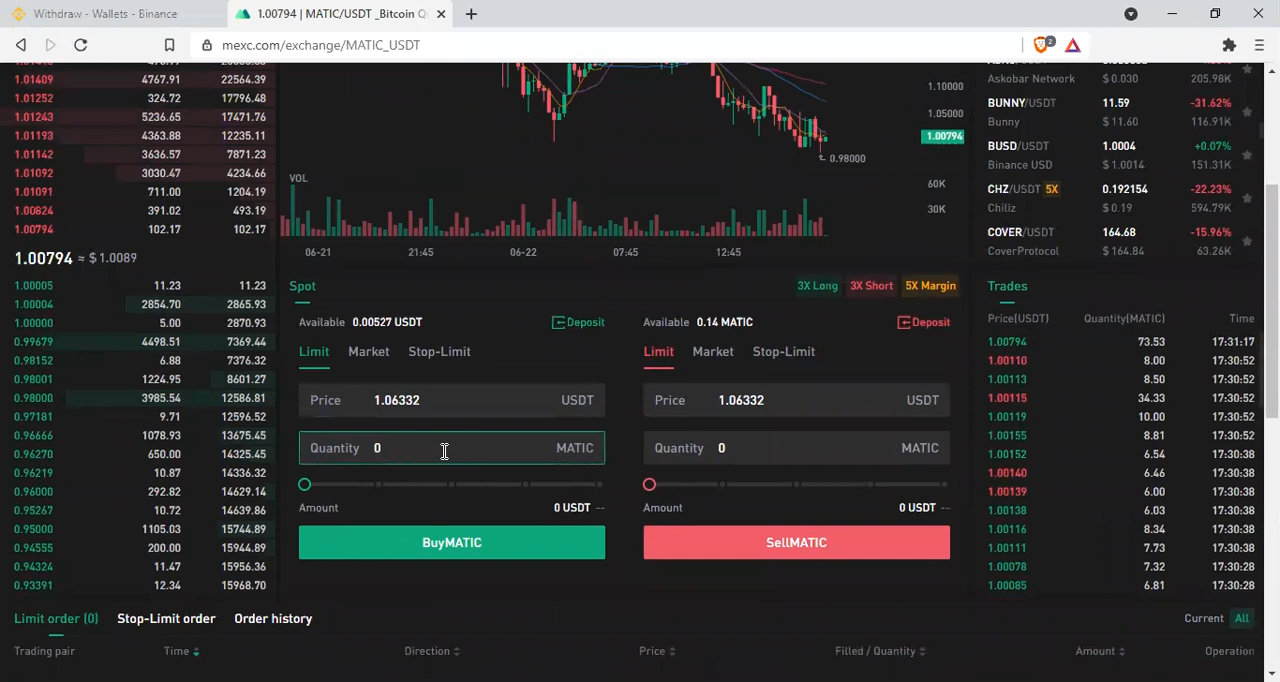 Withdraw - Wallets - Binance
1.00794 | MATIC/USDT _Bitcoin Q
mexc.com/exchange/MATIC_USDT
2
1.01409 4767.91 22564.39
1.01252 324.72 17796.48
1.01243 5236.65 17471.76
1.01193 4363.88 12235.11
1.01142 3636.57 7871.23
1.01092 3030.47 4234.66
1.01091 711.00 1204.19
1.00824 391.02 493.19
1.00794 102.17 102.17
1.00794 ≈ $ 1.0089
1.00005 11.23 11.23
1.00004 2854.70 2865.93
1.00000 5.00 2870.93
0.99679 4498.51 7369.44
0.98152 6.88 7376.32
0.98001 1224.95 8601.27
0.98000 3985.54 12586.81
0.97181 9.71 12596.52
0.96666 1078.93 13675.45
0.96270 650.00 14325.45
0.96219 10.87 14336.32
0.96000 292.82 14629.14
0.95267 10.72 14639.86
0.95000 1105.03 15744.89
0.94555 200.00 15944.89
0.94324 11.47 15956.36
0.93391 12.34 15968.70
1.10000
1.05000
1.00794
0.98000
VOL
60K
30K
06-21 21:45 06-22 07:45 12:45
Spot
3X Long 3X Short 5X Margin
Available 0.00527 USDT Deposit
Limit Market Stop-Limit
Price 1.06332 USDT
Quantity 0 MATIC
Amount 0 USDT --
BuyMATIC
Available 0.14 MATIC Deposit
Limit Market Stop-Limit
Price 1.06332 USDT
Quantity 0 MATIC
Amount 0 USDT --
SellMATIC
Askobar Network $ 0.030 205.98K
BUNNY/USDT 11.59 -31.62%
Bunny $ 11.60 116.91K
BUSD/USDT 1.0004 +0.07%
Binance USD $ 1.0014 151.31K
CHZ/USDT 5X 0.192154 -22.23%
Chiliz $ 0.19 594.79K
COVER/USDT 164.68 -15.96%
CoverProtocol $ 164.84 63.26K
Trades
Price(USDT) Quantity(MATIC) Time
1.00794 73.53 17:31:17
1.00110 8.00 17:30:52
1.00113 8.50 17:30:52
1.00115 34.33 17:30:52
1.00119 10.00 17:30:52
1.00155 8.81 17:30:52
1.00152 6.54 17:30:38
1.00140 6.46 17:30:38
1.00139 6.00 17:30:38
1.00138 6.03 17:30:38
1.00116 8.34 17:30:38
1.00111 7.73 17:30:38
1.00078 7.32 17:30:28
1.00085 6.81 17:30:28
Limit order (0) Stop-Limit order Order history
Current All
Trading pair Time Direction Price Filled / Quantity Amount Operation